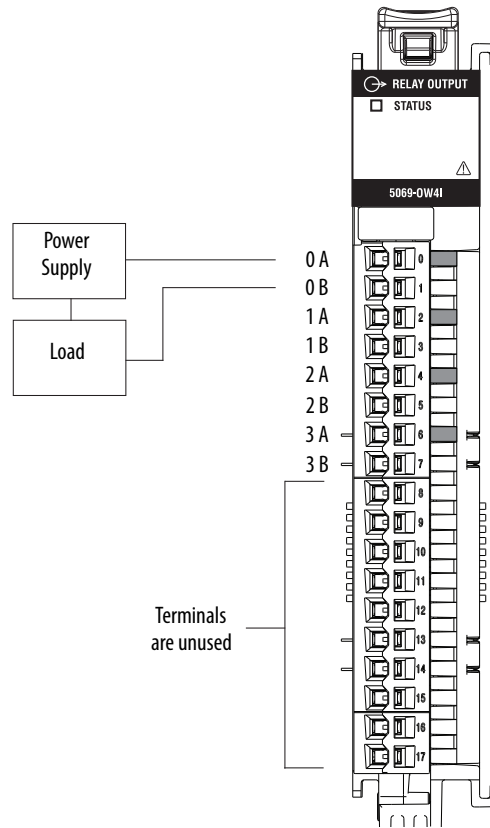 RELAY OUTPUT
STATUS
5069-OW4I
Power
Supply
Load
0 A
0 B
1 A
1 B
2 A
2 B
3 A
3 B
0
1
2
3
4
5
6
7
8
9
10
11
12
13
14
15
16
17
Terminals
are unused